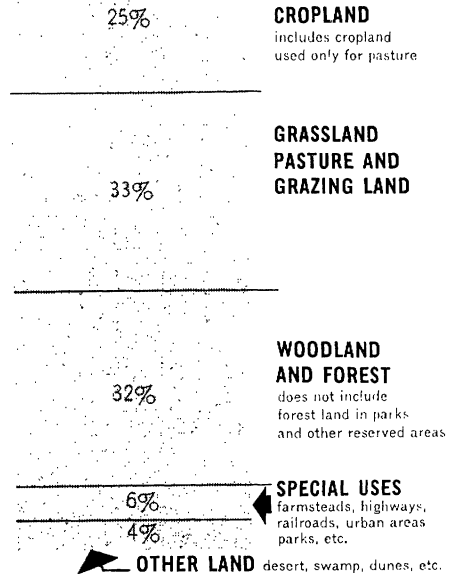 25%
CROPLAND
includes cropland
used only for pasture
33%
GRASSLAND
PASTURE AND
GRAZING LAND
32%
WOODLAND
AND FOREST
does not include
forest land in parks
and other reserved areas
6%
SPECIAL USES
farmsteads, highways,
railroads, urban areas
parks, etc.
4%
OTHER LAND desert, swamp, dunes, etc.